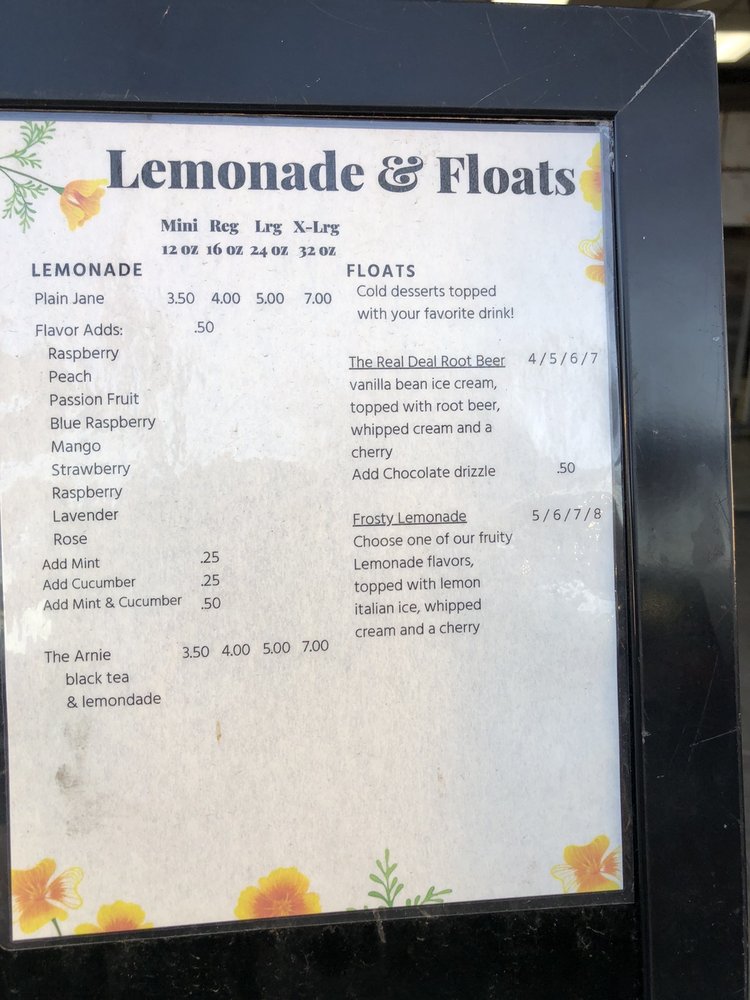 Lemonade & Floats
Mini Reg Lrg X-Lrg
12 oz 16 oz 24 oz 32 oz
LEMONADE
Plain Jane 3.50 4.00 5.00 7.00
Flavor Adds: .50
Raspberry
Peach
Passion Fruit
Blue Raspberry
Mango
Strawberry
Raspberry
Lavender
Rose
Add Mint .25
Add Cucumber .25
Add Mint & Cucumber .50
The Arnie 3.50 4.00 5.00 7.00
black tea
& lemondade
FLOATS
Cold desserts topped
with your favorite drink!
The Real Deal Root Beer 4/5/6/7
vanilla bean ice cream,
topped with root beer,
whipped cream and a
cherry
Add Chocolate drizzle .50
Frosty Lemonade 5/6/7/8
Choose one of our fruity
Lemonade flavors,
topped with lemon
italian ice, whipped
cream and a cherry